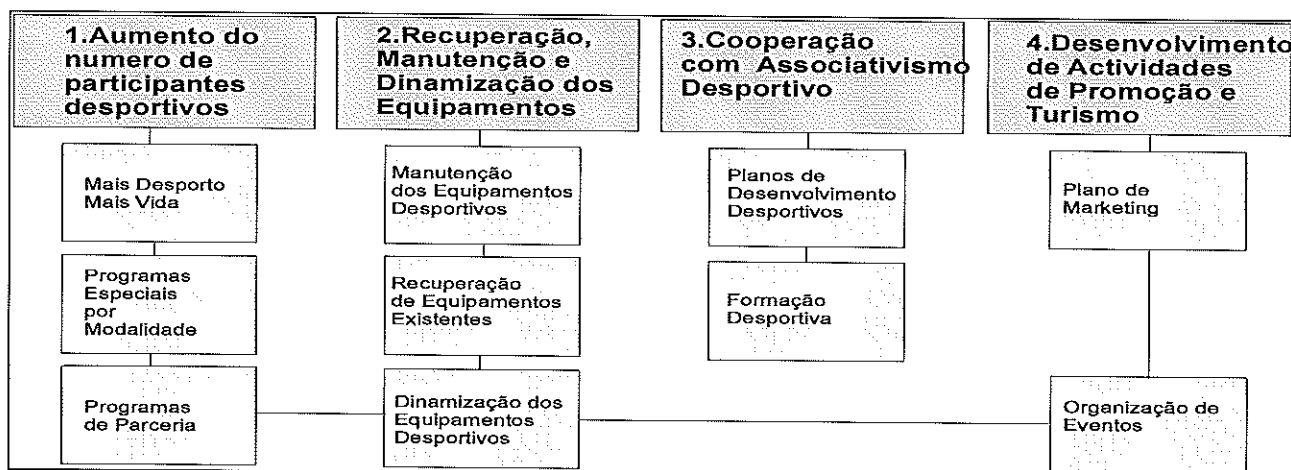 1.Aumento do
numero de
participantes
desportivos
Mais Desporto
Mais Vida
Programas
Especiais
por
Modalidade
Programas
de Parceria
2.Recuperação,
Manutenção e
Dinamização dos
Equipamentos
Manutenção
dos Equipamentos
Desportivos
Recuperação
de Equipamentos
Existentes
Dinamização dos
Equipamentos
Desportivos
3.Cooperação
com Associativismo
Desportivo
Planos de
Desenvolvimento
Desportivos
Formação
Desportiva
4.Desenvolvimento
de Actividades
de Promoção e
Turismo
Plano de
Marketing
Organização de
Eventos